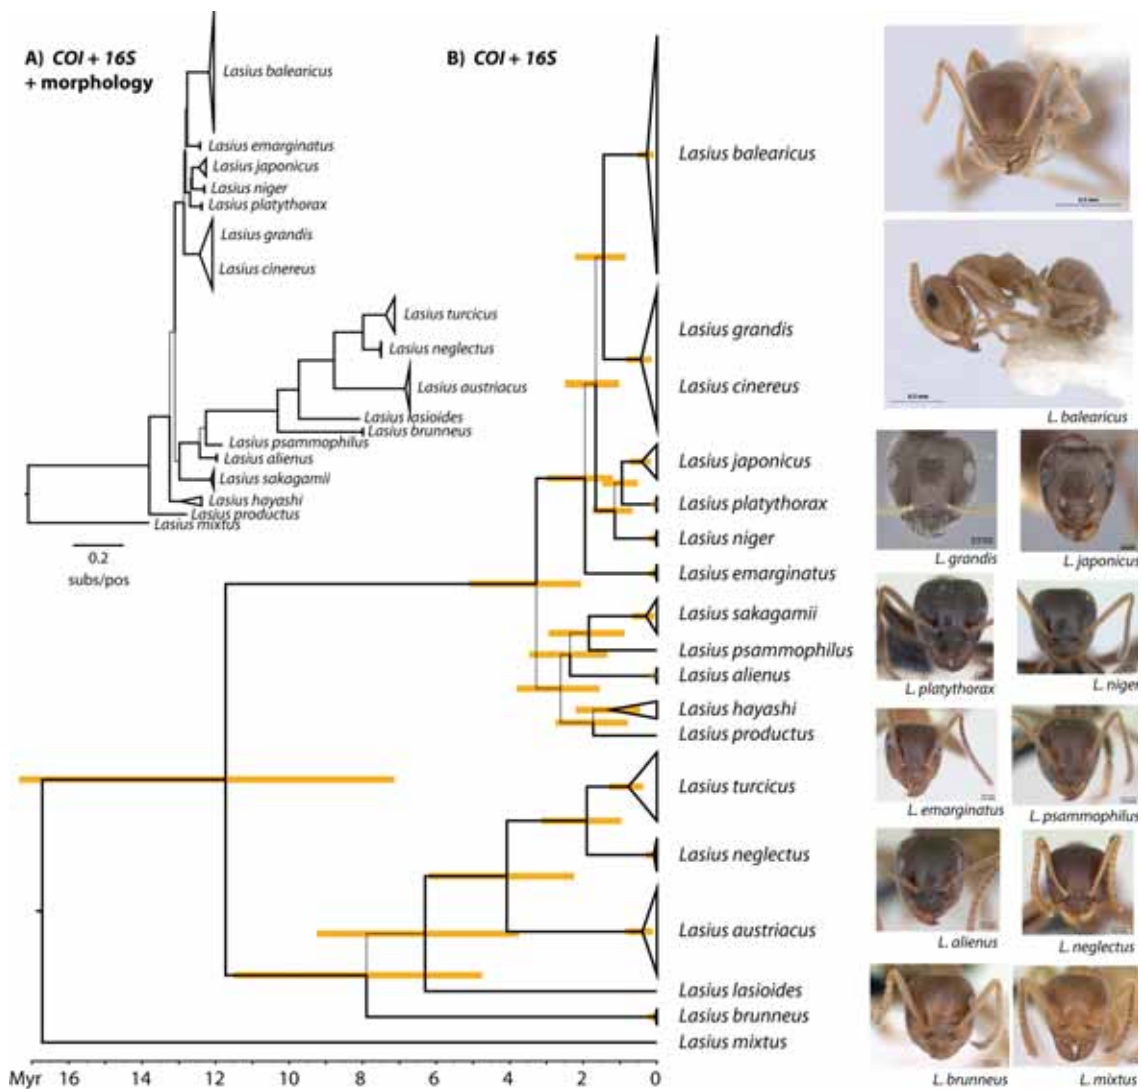 A) COI + 16S
+ morphology
Lasius balearicus
Lasius emarginatus
Lasius japonicus
Lasius niger
Lasius platythorax
Lasius grandis
Lasius cinereus
Lasius turcicus
Lasius neglectus
Lasius austriacus
Lasius lasioides
Lasius brunneus
Lasius psammophilus
Lasius alienus
Lasius sakagamii
Lasius hayashi
Lasius productus
Lasius mixtus
0.2
subs/pos
B) COI + 16S
Lasius balearicus
Lasius grandis
Lasius cinereus
Lasius japonicus
Lasius platythorax
Lasius niger
Lasius emarginatus
Lasius sakagamii
Lasius psammophilus
Lasius alienus
Lasius hayashi
Lasius productus
Lasius turcicus
Lasius neglectus
Lasius austriacus
Lasius lasioides
Lasius brunneus
Lasius mixtus
Myr 16 14 12 10 8 6 4 2 0
L. balearicus
L. grandis
L. japonicus
L. platythorax
L. niger
L. emarginatus
L. psammophilus
L. alienus
L. neglectus
L. brunneus
L. mixtus